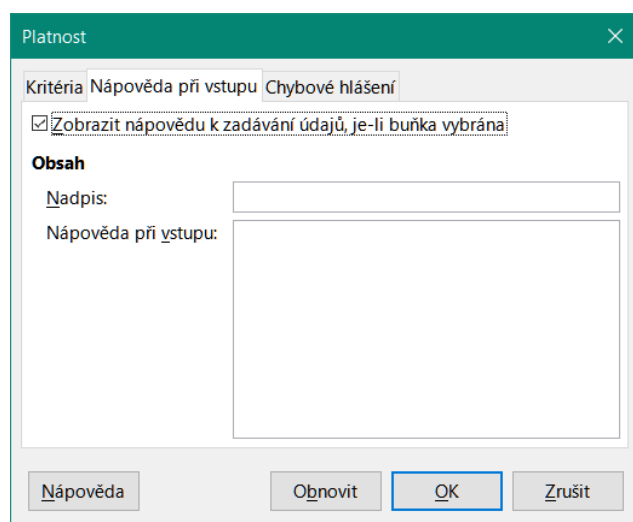 Platnost
Kritéria Nápověda při vstupu Chybové hlášení
Zobrazit nápovědu k zadávání údajů, je-li buňka vybrána
Obsah
Nadpis:
Nápověda při vstupu:
Nápověda Obnovit OK Zrušit